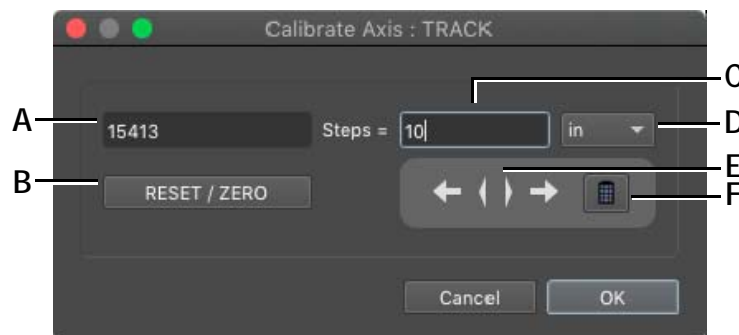 Calibrate Axis : TRACK
C
A
15413
Steps =
10
in
D
E
B
RESET / ZERO
F
Cancel
OK